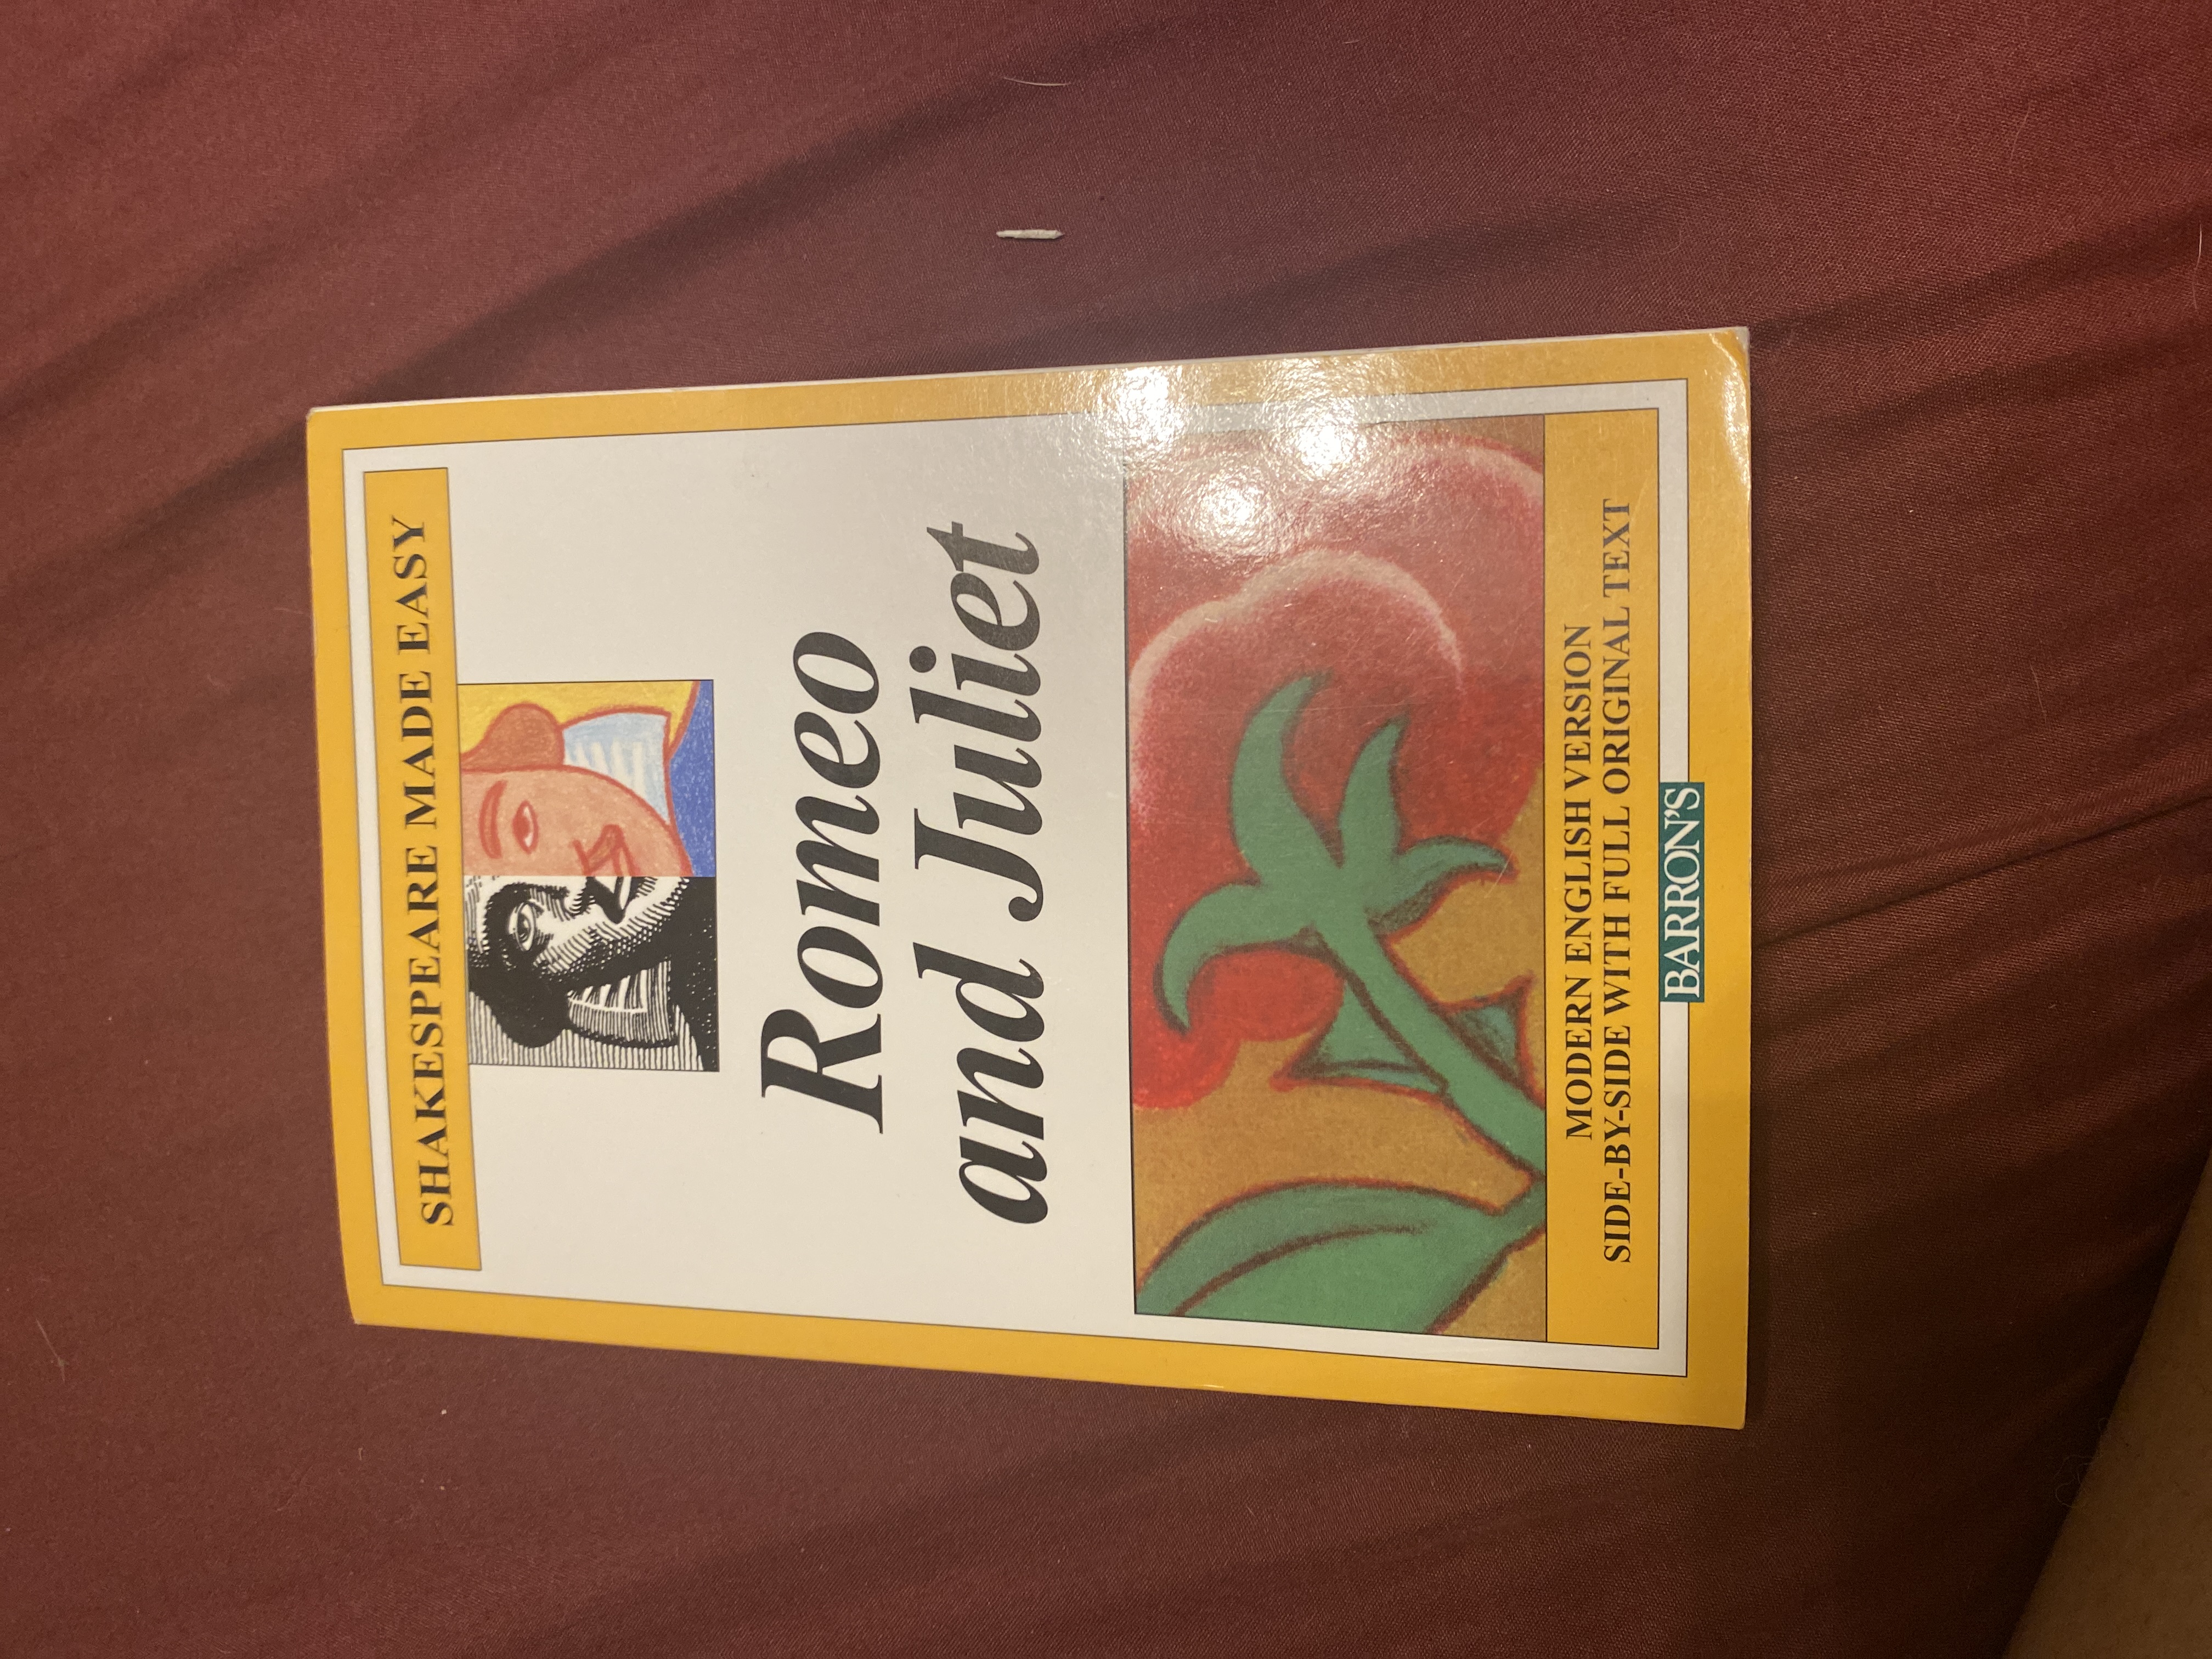 SHAKESPEARE MADE EASY
Romeo
and Juliet
MODERN ENGLISH VERSION
SIDE-BY-SIDE WITH FULL ORIGINAL TEXT
BARRON'S